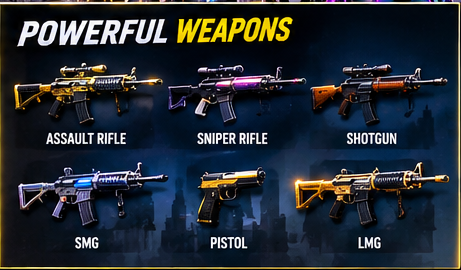 POWERFUL WEAPONS
ASSAULT RIFLE
SNIPER RIFLE
SHOTGUN
SMG
PISTOL
LMG